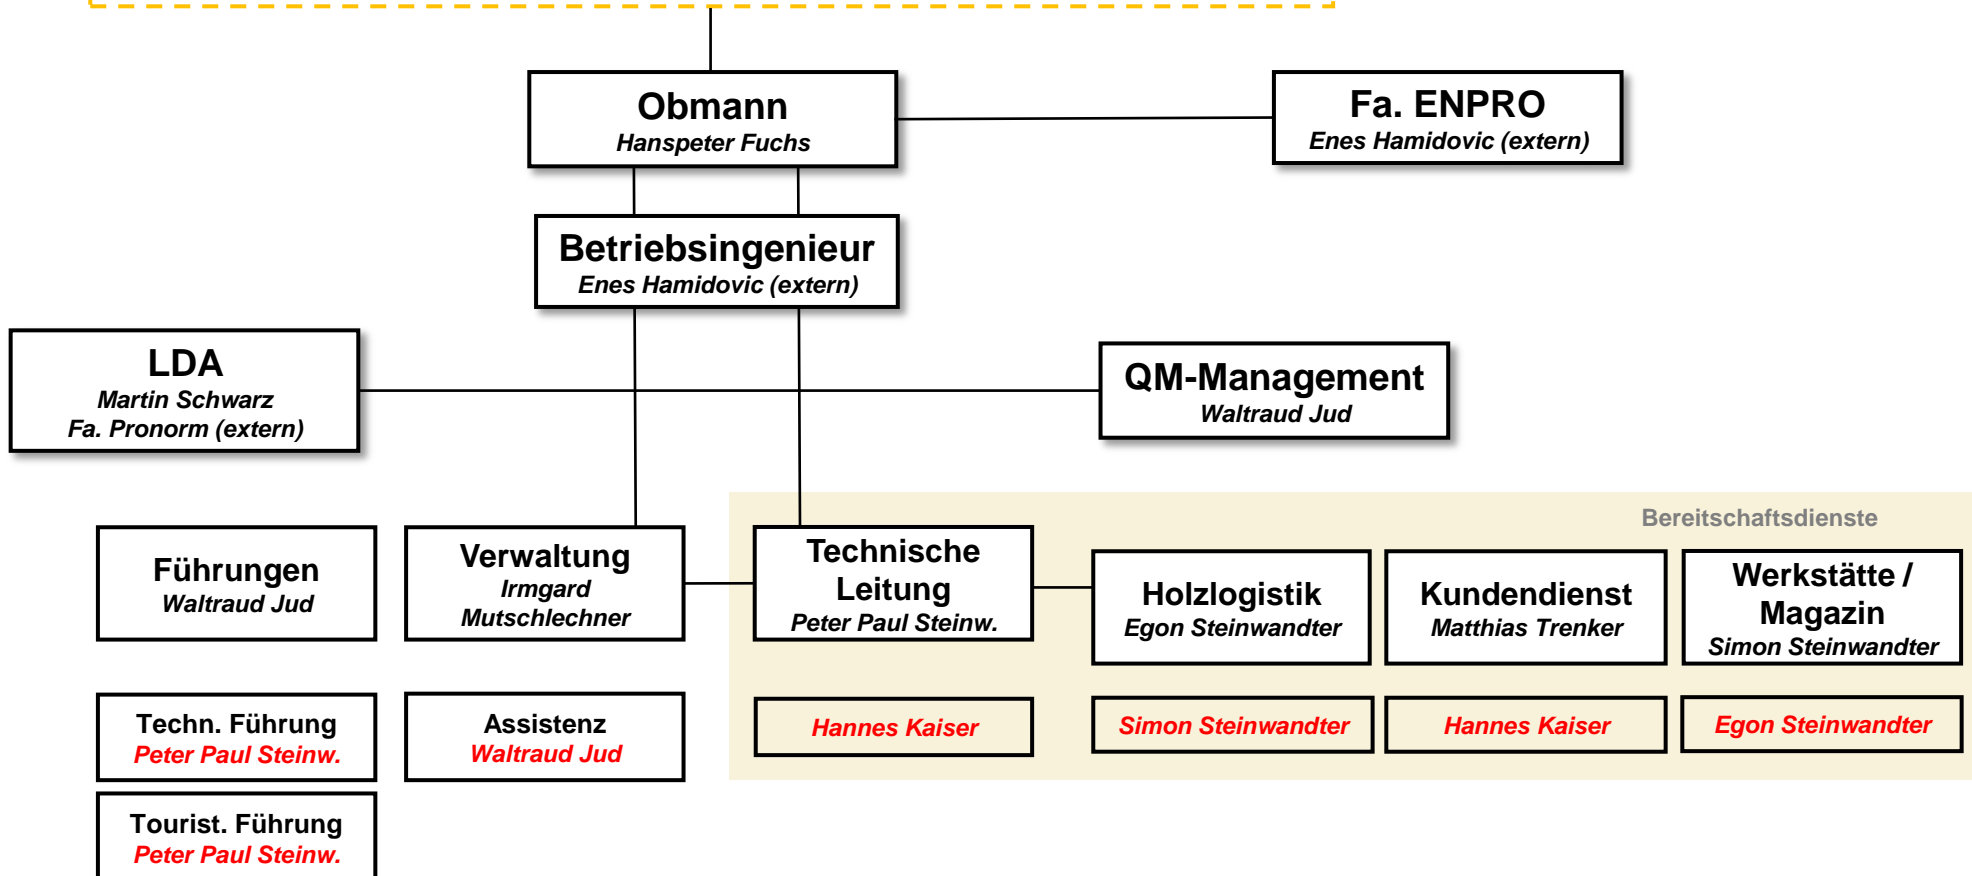 Obmann
Hanspeter Fuchs
Fa. ENPRO
Enes Hamidovic (extern)
Betriebsingenieur
Enes Hamidovic (extern)
LDA
Martin Schwarz
Fa. Pronorm (extern)
QM-Management
Waltraud Jud
Bereitschaftsdienste
Führungen
Waltraud Jud
Verwaltung
Irmgard
Mutschlechner
Technische
Leitung
Peter Paul Steinw.
Holzlogistik
Egon Steinwandter
Kundendienst
Matthias Trenker
Werkstätte /
Magazin
Simon Steinwandter
Techn. Führung
Peter Paul Steinw.
Assistenz
Waltraud Jud
Hannes Kaiser
Simon Steinwandter
Hannes Kaiser
Egon Steinwandter
Tourist. Führung
Peter Paul Steinw.